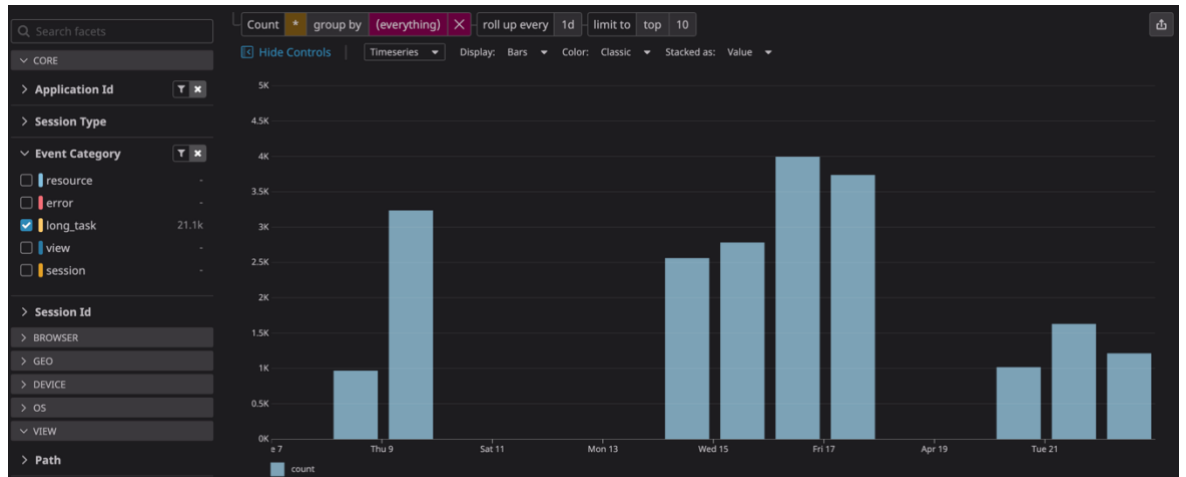 Search facets
CORE
Application Id
Session Type
Event Category
resource -
error -
long_task 21.1k
view -
session -
Session Id
BROWSER
GEO
DEVICE
OS
VIEW
Path
Count * group by (everything) roll up every 1d limit to top 10
Hide Controls Timeseries Display: Bars Color: Classic Stacked as: Value
5K
4.5K
4K
3.5K
3K
2.5K
2K
1.5K
1K
0.5K
0K
e 7 Thu 9 Sat 11 Mon 13 Wed 15 Fri 17 Apr 19 Tue 21
count